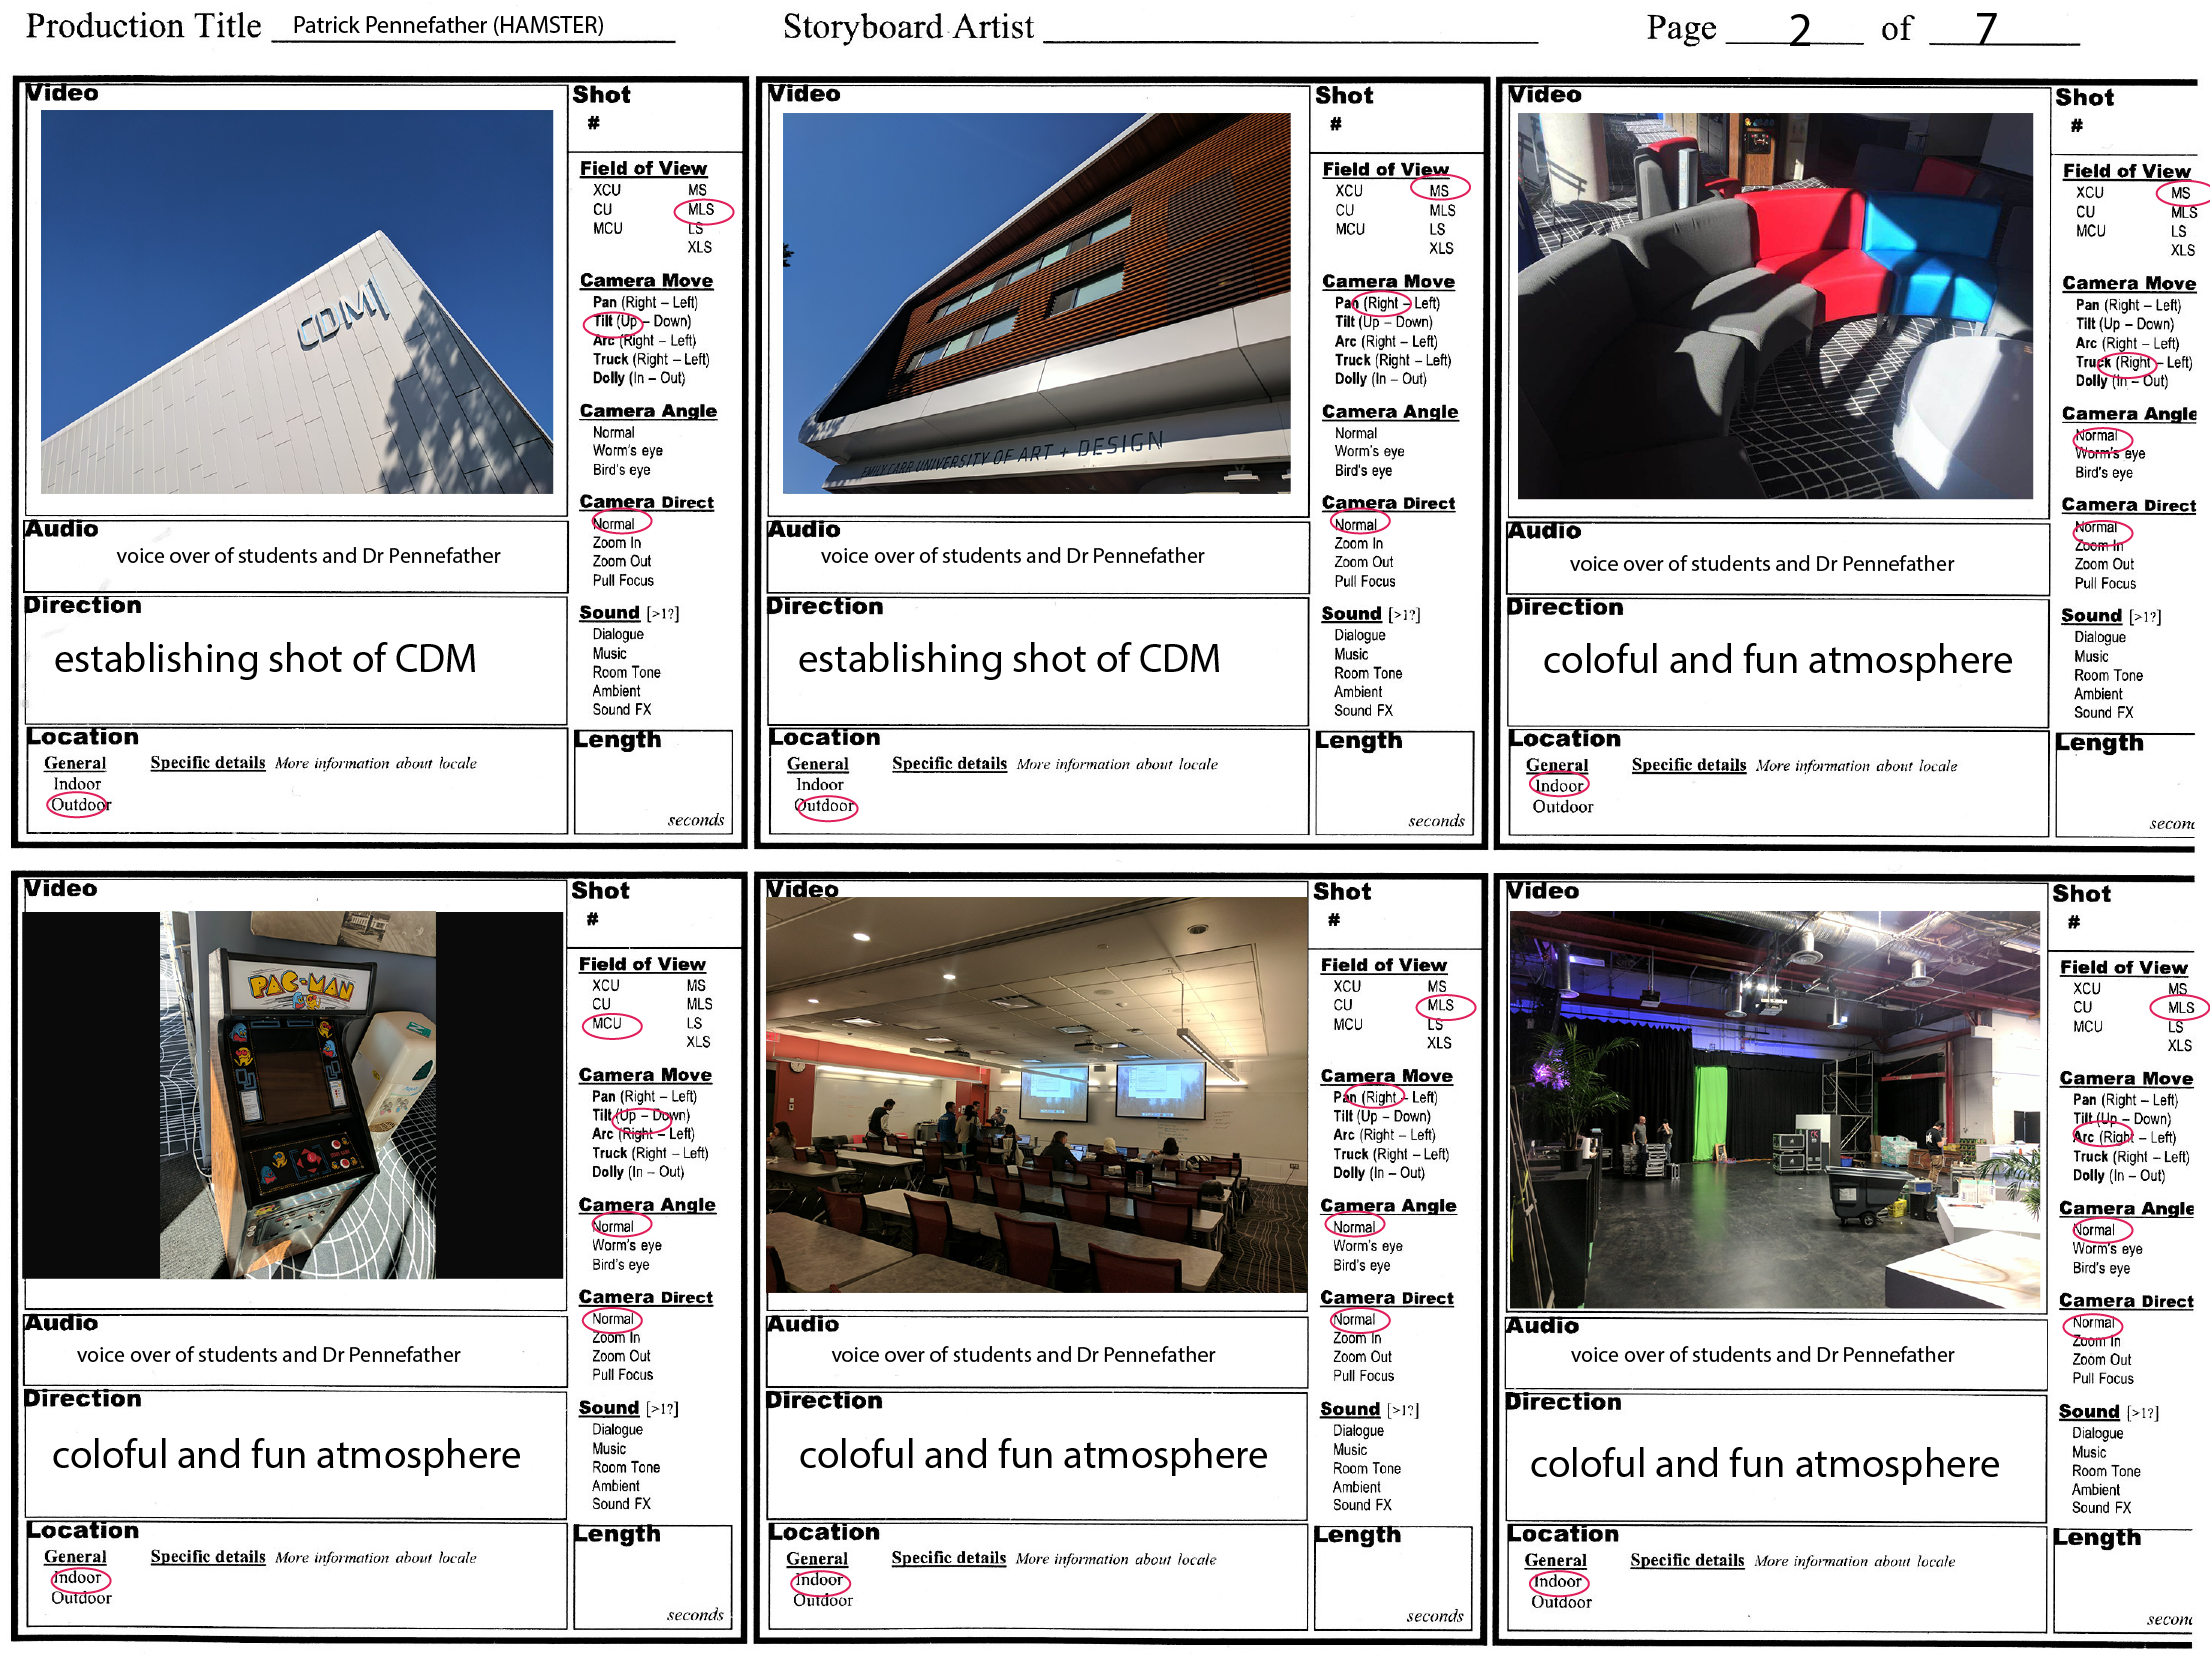 Production Title Patrick Pennefather (HAMSTER) Storyboard Artist Page 2 of 7
Video
CDM
Shot
#
Field of View
XCU MS
CU MLS
MCU LS
XLS
Camera Move
Pan (Right – Left)
Tilt (Up – Down)
Arc (Right – Left)
Truck (Right – Left)
Dolly (In – Out)
Camera Angle
Normal
Worm's eye
Bird's eye
Camera Direct
Normal
Zoom In
Zoom Out
Pull Focus
Sound [>1?]
Dialogue
Music
Room Tone
Ambient
Sound FX
Audio
voice over of students and Dr Pennefather
Direction
establishing shot of CDM
Location
General Specific details More information about locale
Indoor
Outdoor
Length
seconds
Video
EMILY CARR UNIVERSITY OF ART + DESIGN
Shot
#
Field of View
XCU MS
CU MLS
MCU LS
XLS
Camera Move
Pan (Right – Left)
Tilt (Up – Down)
Arc (Right – Left)
Truck (Right – Left)
Dolly (In – Out)
Camera Angle
Normal
Worm's eye
Bird's eye
Camera Direct
Normal
Zoom In
Zoom Out
Pull Focus
Sound [>1?]
Dialogue
Music
Room Tone
Ambient
Sound FX
Audio
voice over of students and Dr Pennefather
Direction
establishing shot of CDM
Location
General Specific details More information about locale
Indoor
Outdoor
Length
seconds
Video
Shot
#
Field of View
XCU MS
CU MLS
MCU LS
XLS
Camera Move
Pan (Right – Left)
Tilt (Up – Down)
Arc (Right – Left)
Truck (Right – Left)
Dolly (In – Out)
Camera Angle
Normal
Worm's eye
Bird's eye
Camera Direct
Normal
Zoom In
Zoom Out
Pull Focus
Sound [>1?]
Dialogue
Music
Room Tone
Ambient
Sound FX
Audio
voice over of students and Dr Pennefather
Direction
coloful and fun atmosphere
Location
General Specific details More information about locale
Indoor
Outdoor
Length
secon
Video
PAC-MAN
Shot
#
Field of View
XCU MS
CU MLS
MCU LS
XLS
Camera Move
Pan (Right – Left)
Tilt (Up – Down)
Arc (Right – Left)
Truck (Right – Left)
Dolly (In – Out)
Camera Angle
Normal
Worm's eye
Bird's eye
Camera Direct
Normal
Zoom In
Zoom Out
Pull Focus
Sound [>1?]
Dialogue
Music
Room Tone
Ambient
Sound FX
Audio
voice over of students and Dr Pennefather
Direction
coloful and fun atmosphere
Location
General Specific details More information about locale
Indoor
Outdoor
Length
seconds
Video
Shot
#
Field of View
XCU MS
CU MLS
MCU LS
XLS
Camera Move
Pan (Right – Left)
Tilt (Up – Down)
Arc (Right – Left)
Truck (Right – Left)
Dolly (In – Out)
Camera Angle
Normal
Worm's eye
Bird's eye
Camera Direct
Normal
Zoom In
Zoom Out
Pull Focus
Sound [>1?]
Dialogue
Music
Room Tone
Ambient
Sound FX
Audio
voice over of students and Dr Pennefather
Direction
coloful and fun atmosphere
Location
General Specific details More information about locale
Indoor
Outdoor
Length
seconds
Video
Shot
#
Field of View
XCU MS
CU MLS
MCU LS
XLS
Camera Move
Pan (Right – Left)
Tilt (Up – Down)
Arc (Right – Left)
Truck (Right – Left)
Dolly (In – Out)
Camera Angle
Normal
Worm's eye
Bird's eye
Camera Direct
Normal
Zoom In
Zoom Out
Pull Focus
Sound [>1?]
Dialogue
Music
Room Tone
Ambient
Sound FX
Audio
voice over of students and Dr Pennefather
Direction
coloful and fun atmosphere
Location
General Specific details More information about locale
Indoor
Outdoor
Length
secon